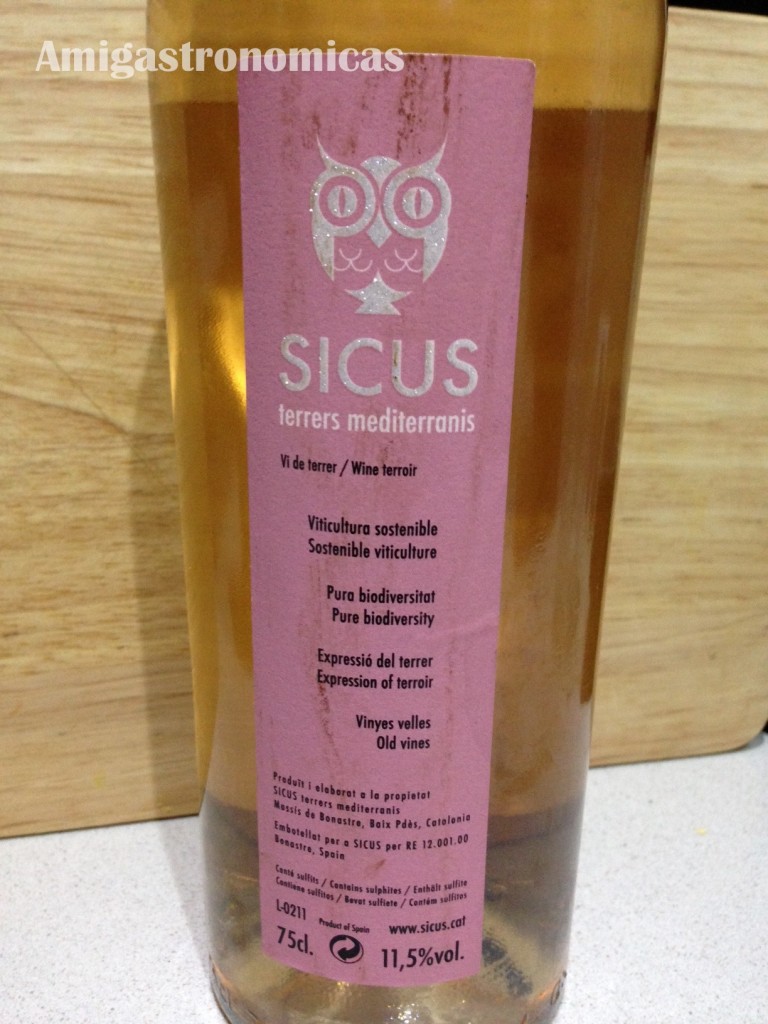 Amigastronomicas
SICUS
terrers mediterranis
Vi de terrer / Wine terroir
Viticultura sostenible
Sostenible viticulture
Pura biodiversitat
Pure biodiversity
Expressió del terrer
Expression of terroir
Vinyes velles
Old vines
Produït i elaborat a la propietat
SICUS terrers mediterranis
Massís de Bonastre, Baix Pdès, Catalonia
Embotellat per a SICUS per RE 12.001.00
Bonastre, Spain
Conté sulfits / Contains sulphites / Enthält sulfite
Contiene sulfitos / Bevat sulfiete / Contém sulfitos
L-0211 Product of Spain www.sicus.cat
75cl. 11,5%vol.